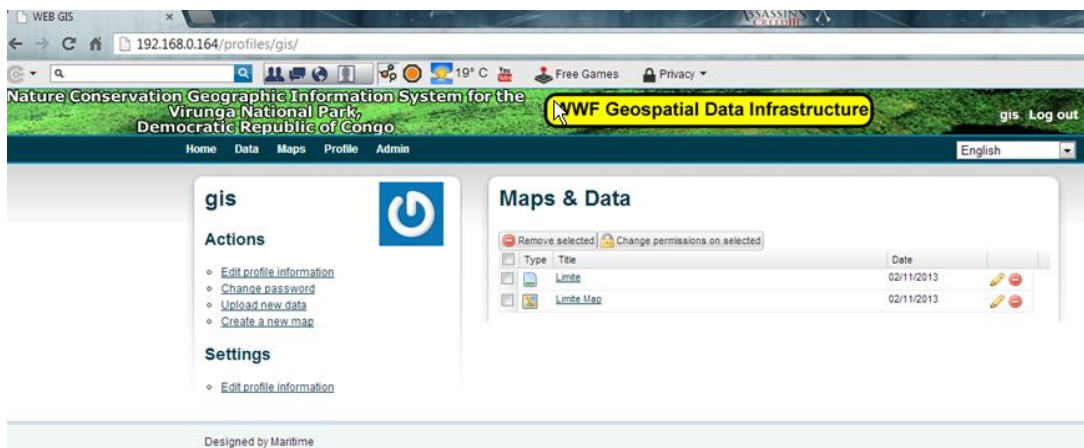 WEB GIS
ASSASSINS
CREED III
192.168.0.164/profiles/gis/
19° C
You
Free Games
Privacy
Nature Conservation Geographic Information System for the
Virunga National Park,
Democratic Republic of Congo
WWF Geospatial Data Infrastructure
gis Log out
Home Data Maps Profile Admin
English
gis
Actions
Edit profile information
Change password
Upload new data
Create a new map
Settings
Edit profile information
Maps & Data
Remove selected Change permissions on selected
Type Title Date
Limite 02/11/2013
Limite Map 02/11/2013
Designed by Maritime